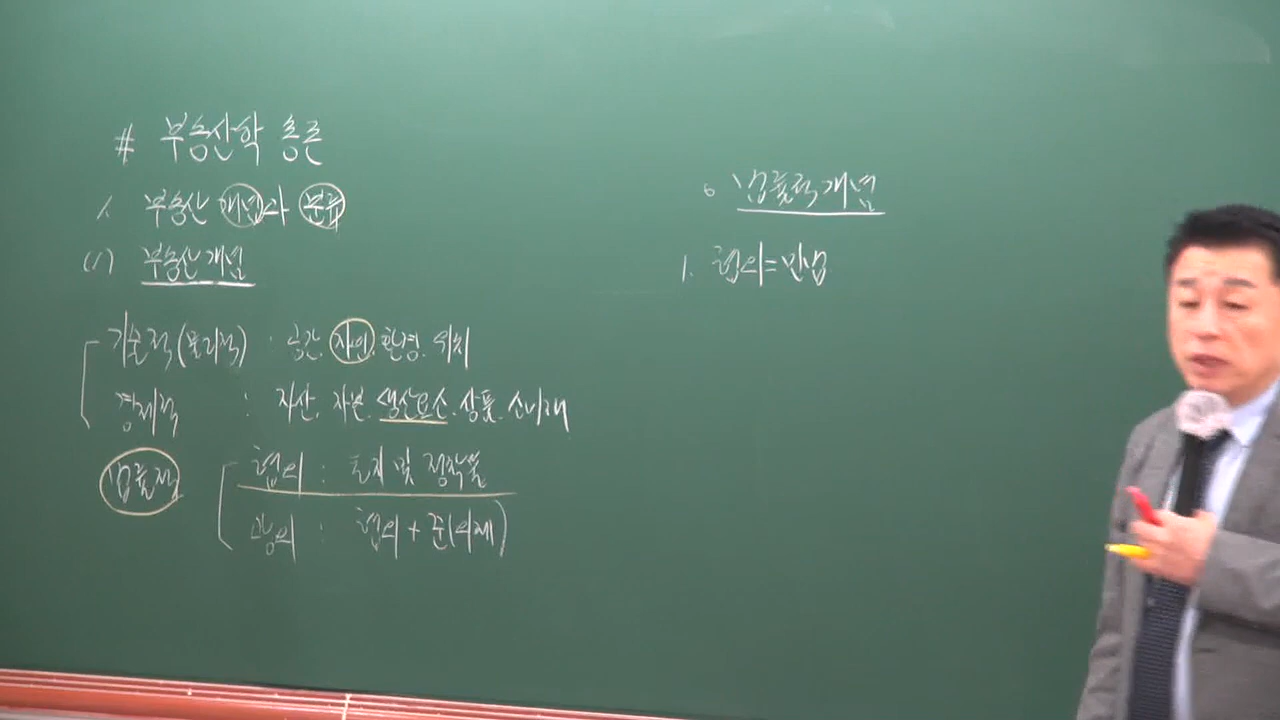 # 부동산학 총론
1. 부동산 개념과 분류
(1) 부동산개념
기술적(물리적) : 공간, 자연, 환경, 위치
경제적 : 자산, 자본, 생산요소, 상품, 소비재
법률적
협의 : 토지 및 정착물
광의 : 협의 + 준(의제)
○ 법률적개념
1. 협의=민법